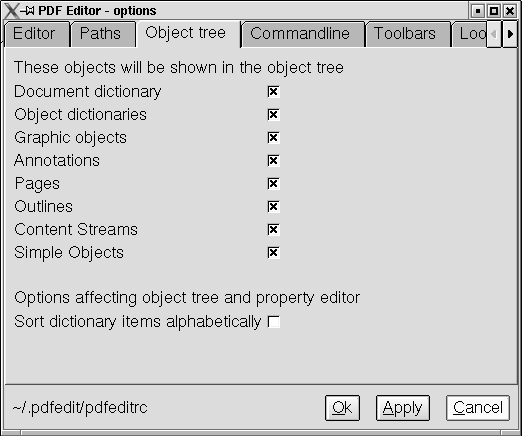 PDF Editor - options
Editor Paths Object tree Commandline Toolbars Loo
These objects will be shown in the object tree
Document dictionary
Object dictionaries
Graphic objects
Annotations
Pages
Outlines
Content Streams
Simple Objects
Options affecting object tree and property editor
Sort dictionary items alphabetically
~/.pdfedit/pdfeditrc Ok Apply Cancel